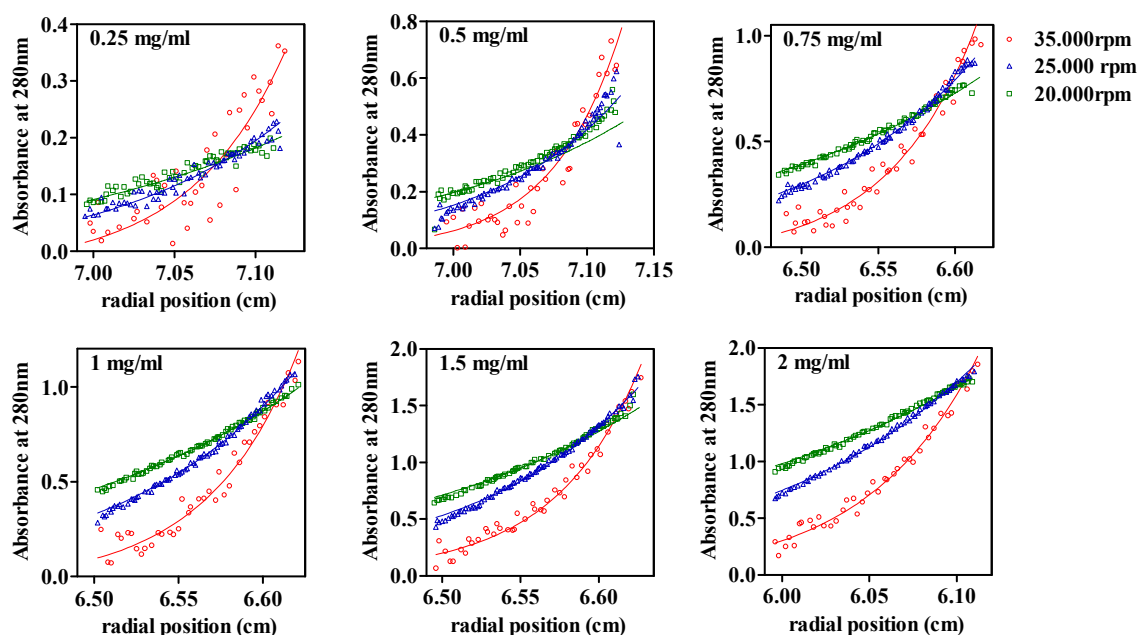 0.25 mg/ml
Absorbance at 280nm
0.4
0.3
0.2
0.1
0.0
7.00 7.05 7.10
radial position (cm)
0.5 mg/ml
Absorbance at 280nm
0.8
0.6
0.4
0.2
0.0
7.00 7.05 7.10 7.15
radial position (cm)
0.75 mg/ml
Absorbance at 280nm
1.0
0.5
0.0
6.50 6.55 6.60
radial position (cm)
35.000rpm
25.000 rpm
20.000rpm
1 mg/ml
Absorbance at 280nm
1.0
0.5
0.0
6.50 6.55 6.60
radial position (cm)
1.5 mg/ml
Absorbance at 280nm
2.0
1.5
1.0
0.5
0.0
6.50 6.55 6.60
radial position (cm)
2 mg/ml
Absorbance at 280nm
2.0
1.5
1.0
0.5
0.0
6.00 6.05 6.10
radial position (cm)